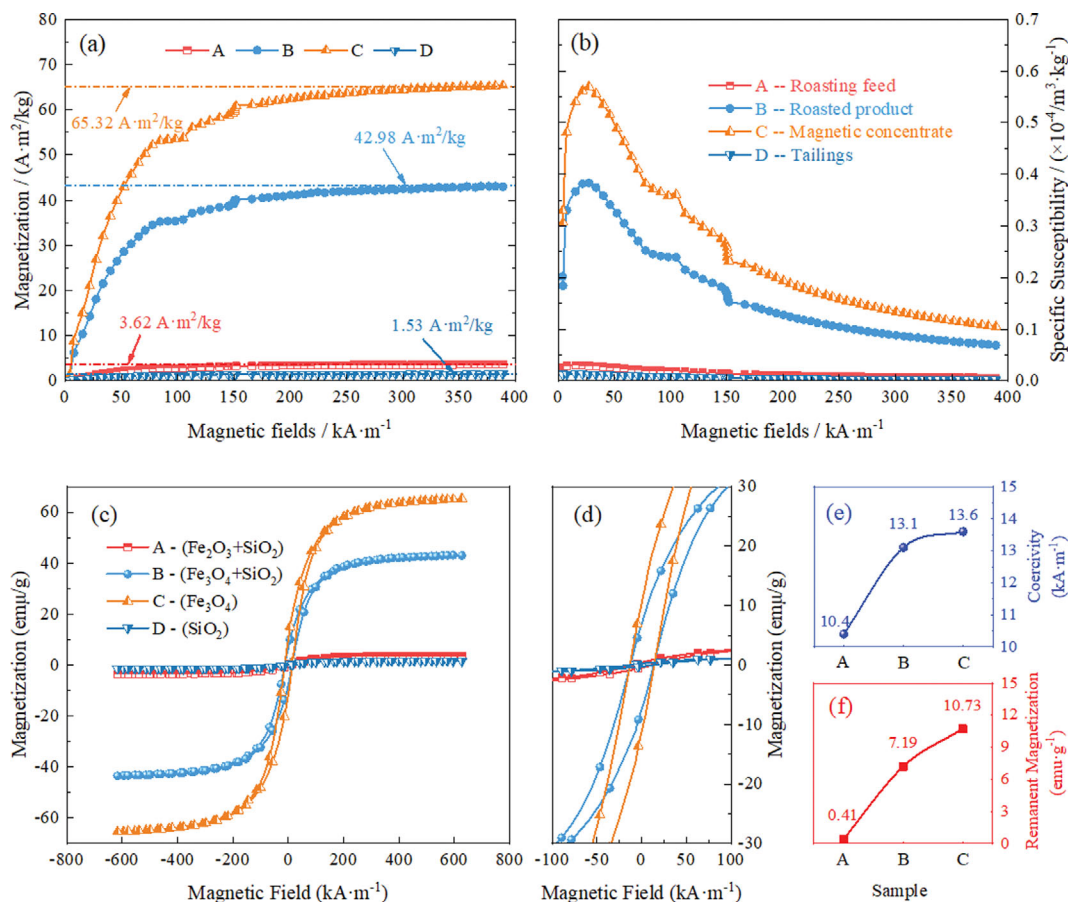 (a)
A B C D
65.32 A·m²/kg
42.98 A·m²/kg
3.62 A·m²/kg
1.53 A·m²/kg
80
70
60
50
40
30
20
10
0
Magnetization / (A·m²/kg)
0 50 100 150 200 250 300 350 400
Magnetic fields / kA·m⁻¹
(b)
A -- Roasting feed
B -- Roasted product
C -- Magnetic concentrate
D -- Tailings
0.7
0.6
0.5
0.4
0.3
0.2
0.1
0.0
Specific Susceptibility / (×10⁻⁴/m³·kg⁻¹)
0 50 100 150 200 250 300 350 400
Magnetic fields / kA·m⁻¹
(c)
A - (Fe₂O₃+SiO₂)
B - (Fe₃O₄+SiO₂)
C - (Fe₃O₄)
D - (SiO₂)
60
40
20
0
-20
-40
-60
Magnetization (emμ/g)
-800 -600 -400 -200 0 200 400 600 800
Magnetic Field (kA·m⁻¹)
(d)
30
20
10
0
-10
-20
-30
Magnetization (emμ/g)
-100 -50 0 50 100
Magnetic Field (kA·m⁻¹)
(e)
10.4
13.1
13.6
15
14
13
12
11
10
Coercivity
(kA·m⁻¹)
A B C
(f)
0.41
7.19
10.73
15
12
9
6
3
0
Remanent Magnetization
(emu·g⁻¹)
A B C
Sample